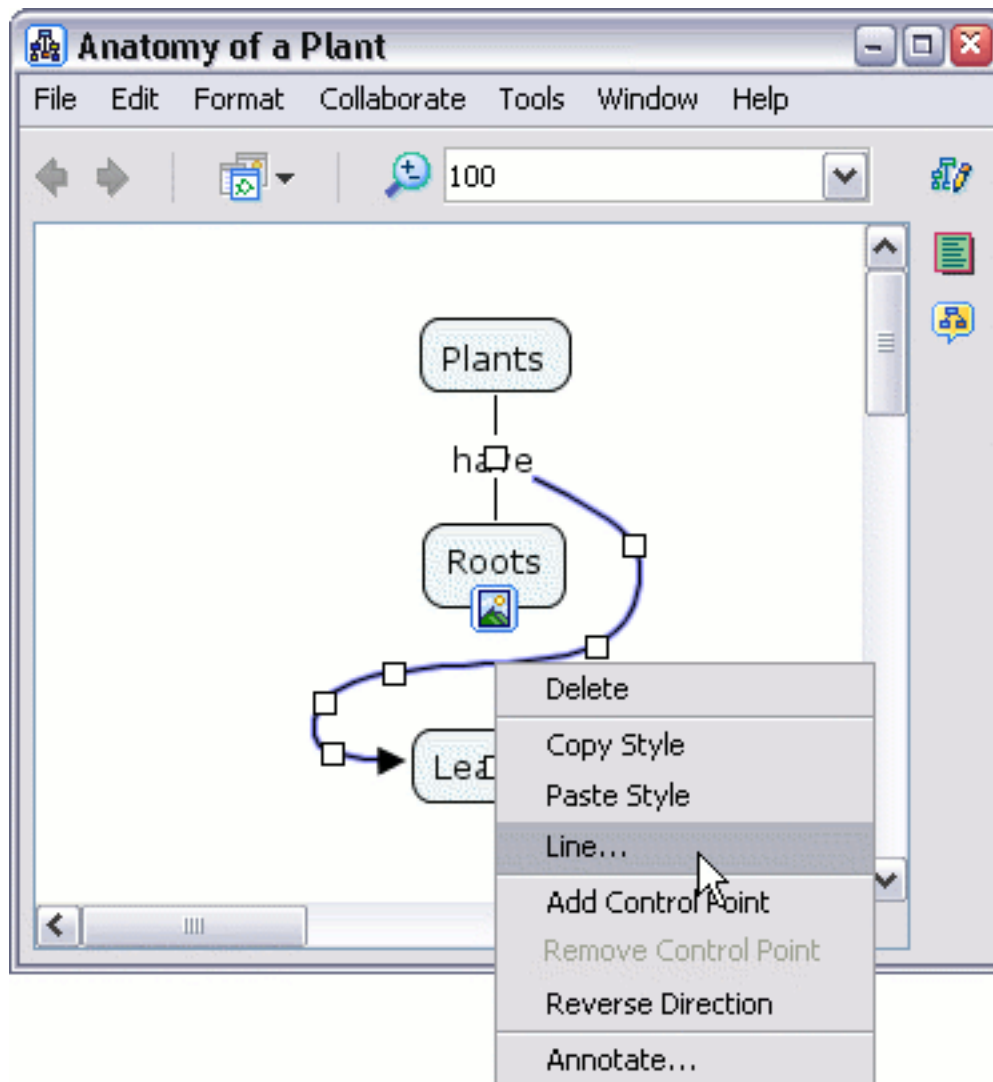 Anatomy of a Plant
File Edit Format Collaborate Tools Window Help
100
Plants
have
Roots
Delete
Copy Style
Paste Style
Line...
Add Control Point
Remove Control Point
Reverse Direction
Annotate...